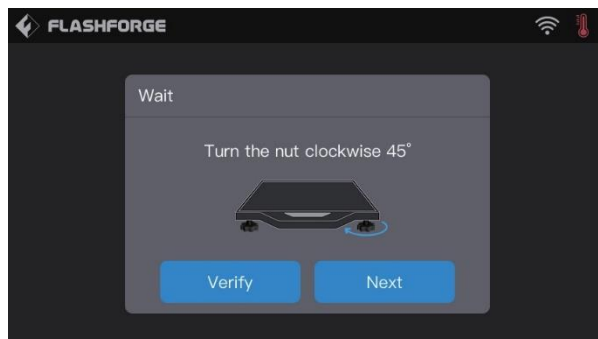 FLASHFORGE
Wait
Turn the nut clockwise 45°
Verify
Next